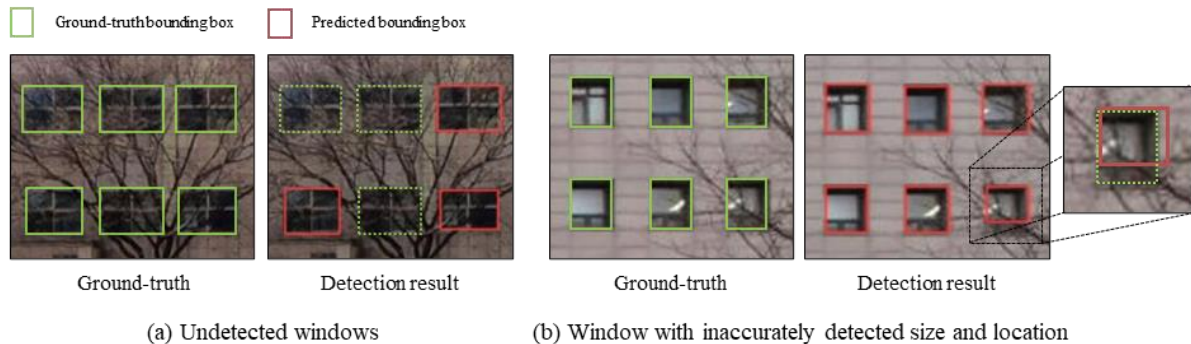 Ground-truth bounding box
Predicted bounding box
Ground-truth
Detection result
Ground-truth
Detection result
(a) Undetected windows
(b) Window with inaccurately detected size and location